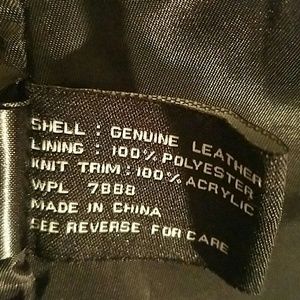 SHELL : GENUINE LEATHER
LINING : 100% POLYESTER
KNIT TRIM : 100% ACRYLIC
WPL 7888
MADE IN CHINA
SEE REVERSE FOR CARE